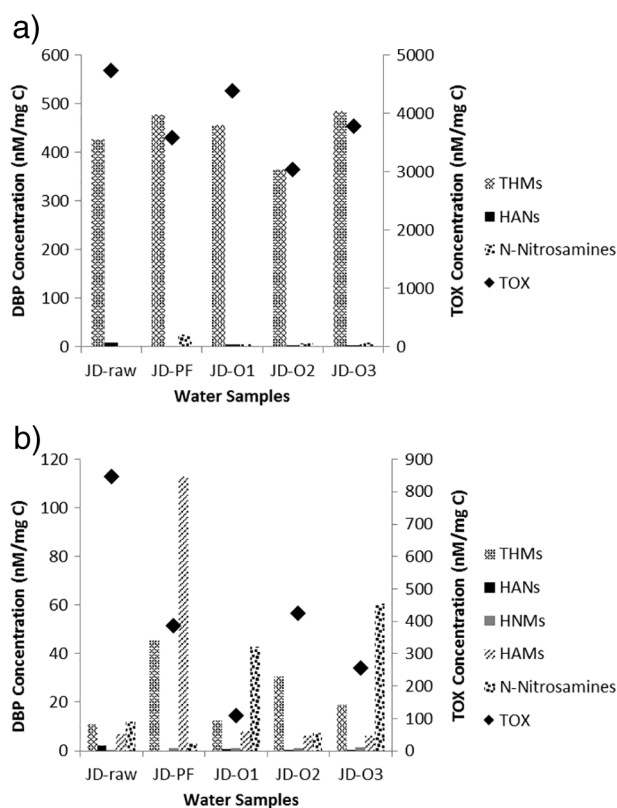 a)
DBP Concentration (nM/mg C)
600
500
400
300
200
100
0
TOX Concentration (nM/mg C)
5000
4000
3000
2000
1000
0
JD-raw JD-PF JD-O1 JD-O2 JD-O3
Water Samples
THMs
HANs
N-Nitrosamines
TOX
b)
DBP Concentration (nM/mg C)
120
100
80
60
40
20
0
TOX Concentration (nM/mg C)
900
800
700
600
500
400
300
200
100
0
JD-raw JD-PF JD-O1 JD-O2 JD-O3
Water Samples
THMs
HANs
HNMs
HAMs
N-Nitrosamines
TOX